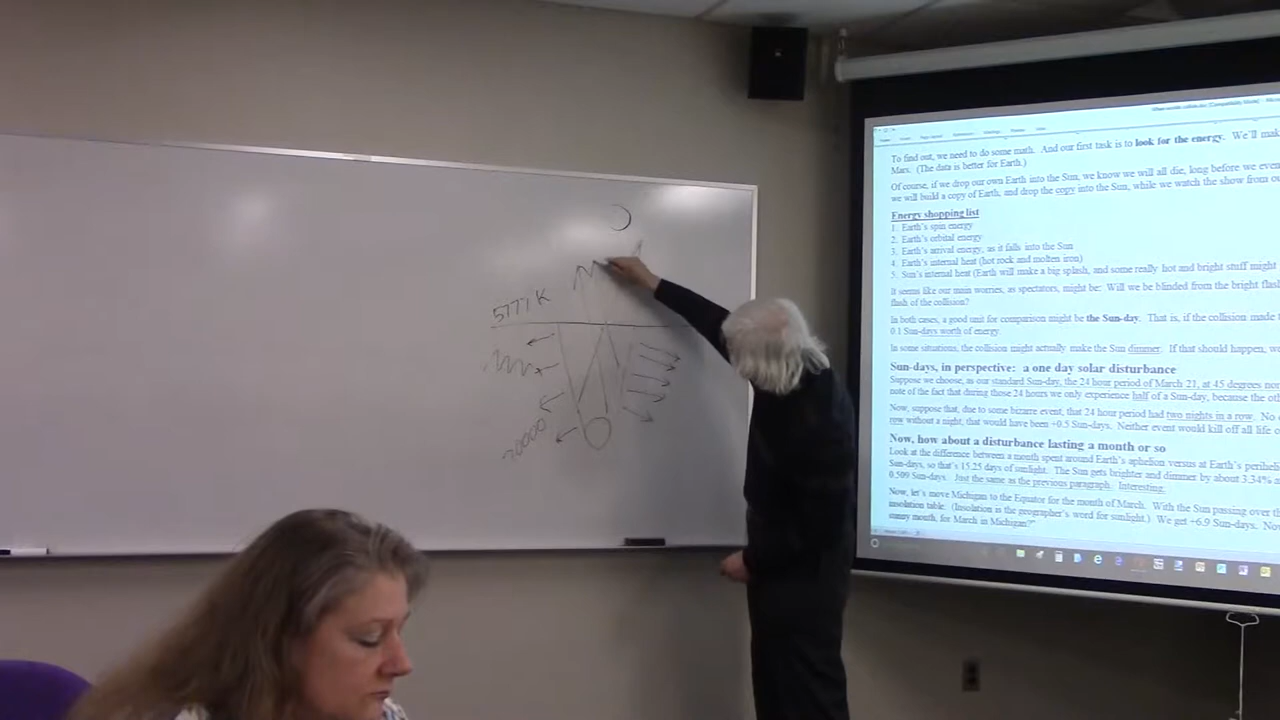 5777 K
70000
To find out, we need to do some math. And our first task is to look for the energy. We'll mak
Mars. (The data is better for Earth.)
Of course, if we drop our own Earth into the Sun, we know we will all die, long before we even
we will build a copy of Earth, and drop the copy into the Sun, while we watch the show from ou
Energy shopping list
1. Earth's spin energy
2. Earth's orbital energy
3. Earth's arrival energy, as it falls into the Sun
4. Earth's internal heat (hot rock and molten iron)
5. Sun's internal heat (Earth will make a big splash, and some really hot and bright stuff might
It seems like our main worries, as spectators, might be: Will we be blinded from the bright flas
flash of the collision?
In both cases, a good unit for comparison might be the Sun-day. That is, if the collision made t
0.1 Sun-days worth of energy.
In some situations, the collision might actually make the Sun dimmer. If that should happen, we
Sun-days, in perspective: a one day solar disturbance
Suppose we choose, as our standard Sun-day, the 24 hour period of March 21, at 45 degrees nor
note of the fact that during those 24 hours we only experience half of a Sun-day, because the oth
Now, suppose that, due to some bizarre event, that 24 hour period had two nights in a row. No
row without a night, that would have been +0.5 Sun-days. Neither event would kill off all life o
Now, how about a disturbance lasting a month or so
Look at the difference between a month spent around Earth's aphelion versus at Earth's periheli
Sun-days, so that's 15.25 days of sunlight. The Sun gets brighter and dimmer by about 3.34% a
0.509 Sun-days. Just the same as the previous paragraph. Interesting.
Now, let's move Michigan to the Equator for the month of March. With the Sun passing over th
insolation table. (Insolation is the geographer's word for sunlight.) We get +6.9 Sun-days. No
sunny month, for March in Michigan?"